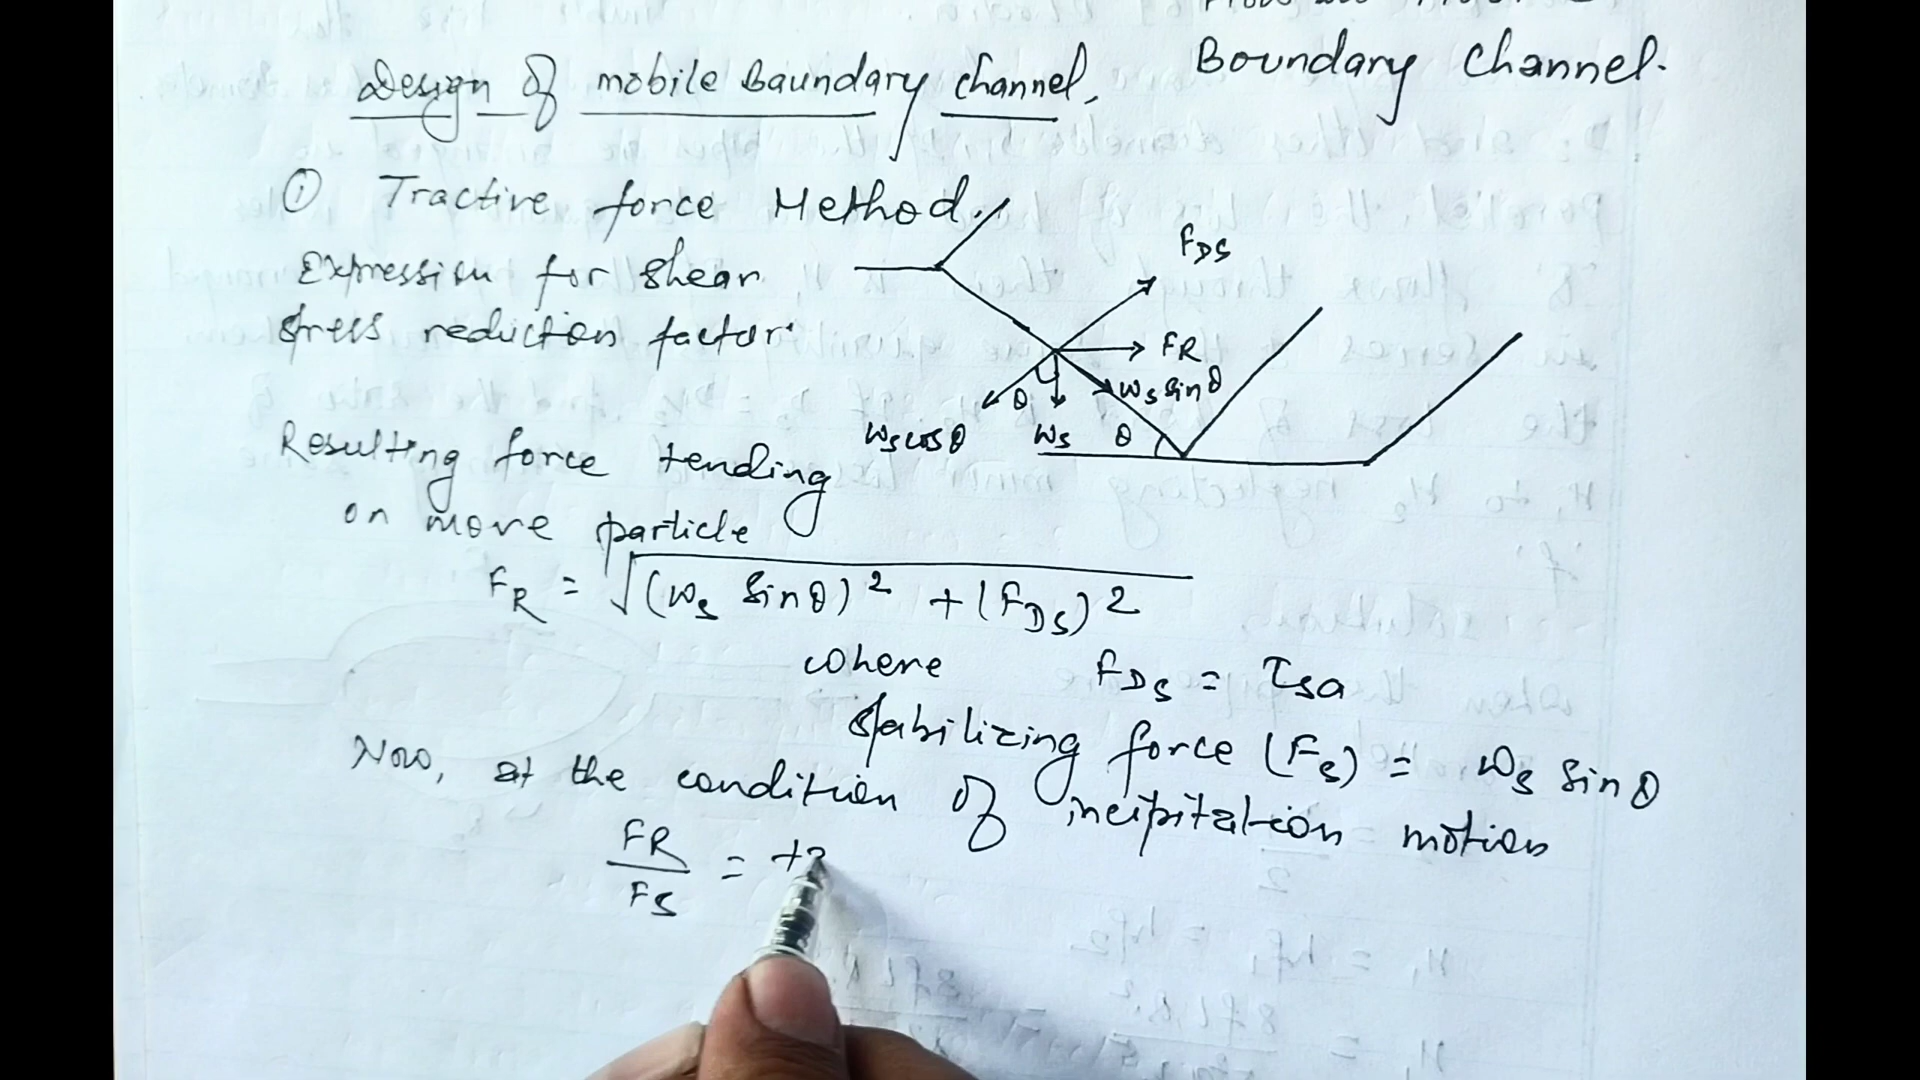 Boundary Channel.
Design of mobile Baundary channel,
① Tractive force Method.
Expression for shear
stress reduction factor.
FDS
FR
Ws sinθ
θ
Ws cosθ
Ws
θ
Resulting force tending
on move particle
FR = √(Ws sinθ)² + (FDS)²
where FDS = τsa
Stabilizing force (Fs) = Ws sinθ
Now, at the condition of incipitation motion
FR/FS =